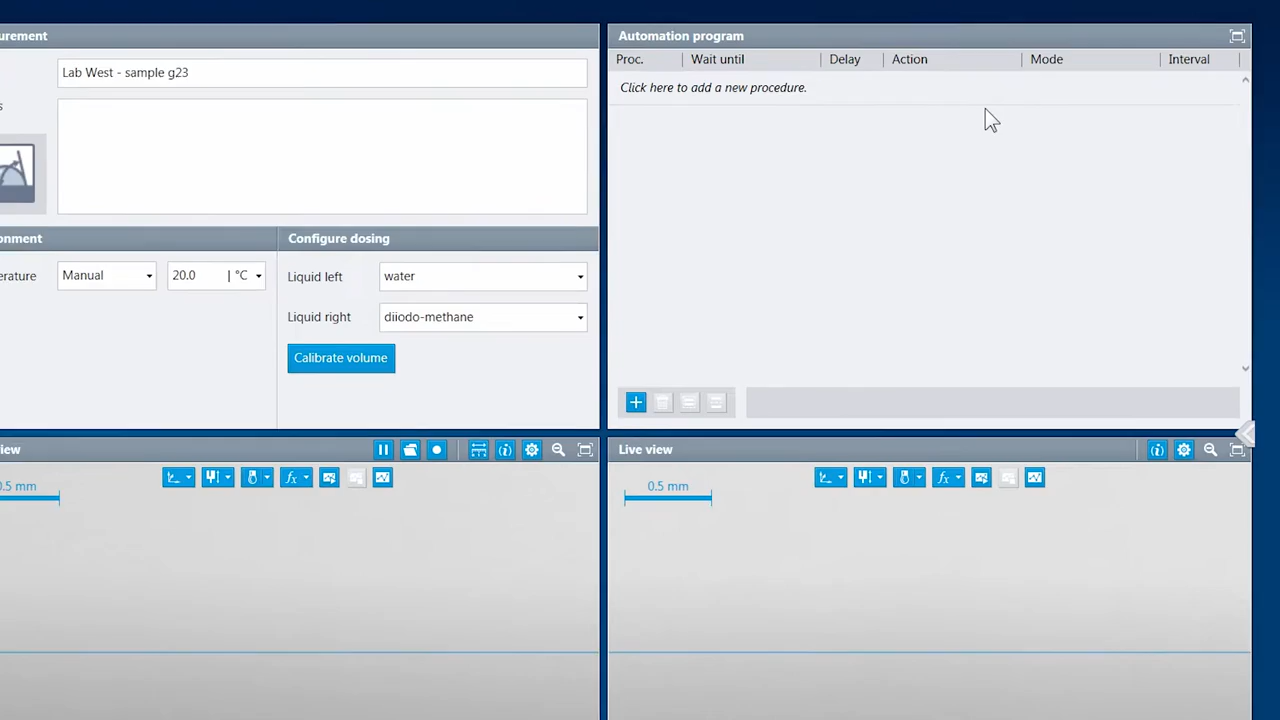 urement
Lab West - sample g23
s
onment
erature
Manual
20.0 | °C
Configure dosing
Liquid left
water
Liquid right
diiodo-methane
Calibrate volume
Automation program
Proc. Wait until Delay Action Mode Interval
Click here to add a new procedure.
iew
0.5 mm
Live view
0.5 mm